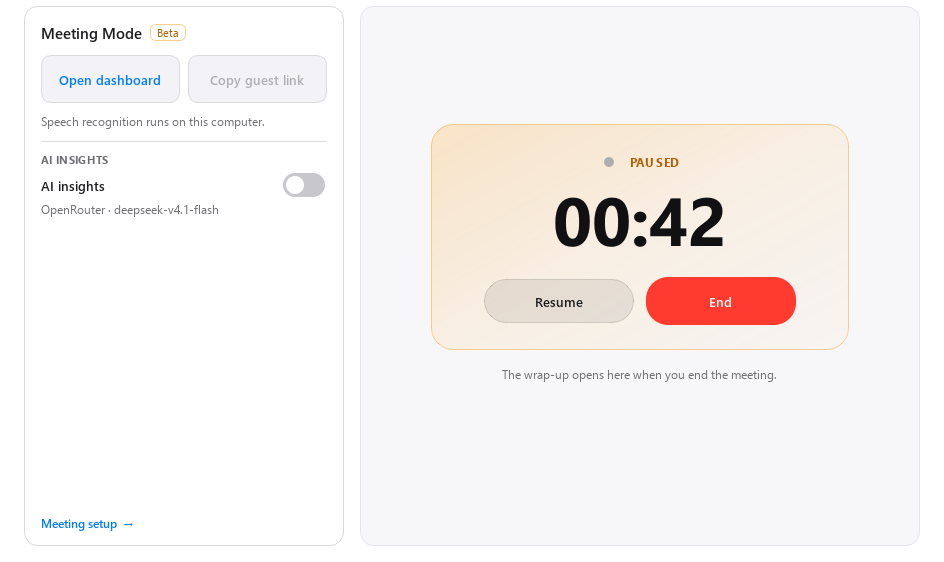 Meeting Mode Beta
Open dashboard Copy guest link
Speech recognition runs on this computer.
AI INSIGHTS
AI insights
OpenRouter · deepseek-v4.1-flash
Meeting setup →
PAUSED
00:42
Resume End
The wrap-up opens here when you end the meeting.